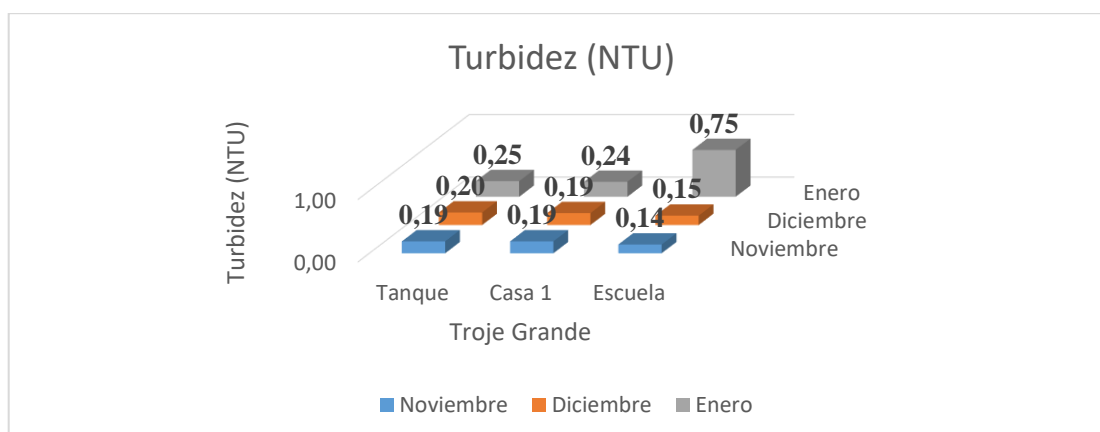 Turbidez (NTU)
Turbidez (NTU)
1,00
0,00
0,25 0,24 0,75
0,20 0,19 0,15
0,19 0,19 0,14
Enero
Diciembre
Noviembre
Tanque Casa 1 Escuela
Troje Grande
Noviembre Diciembre Enero